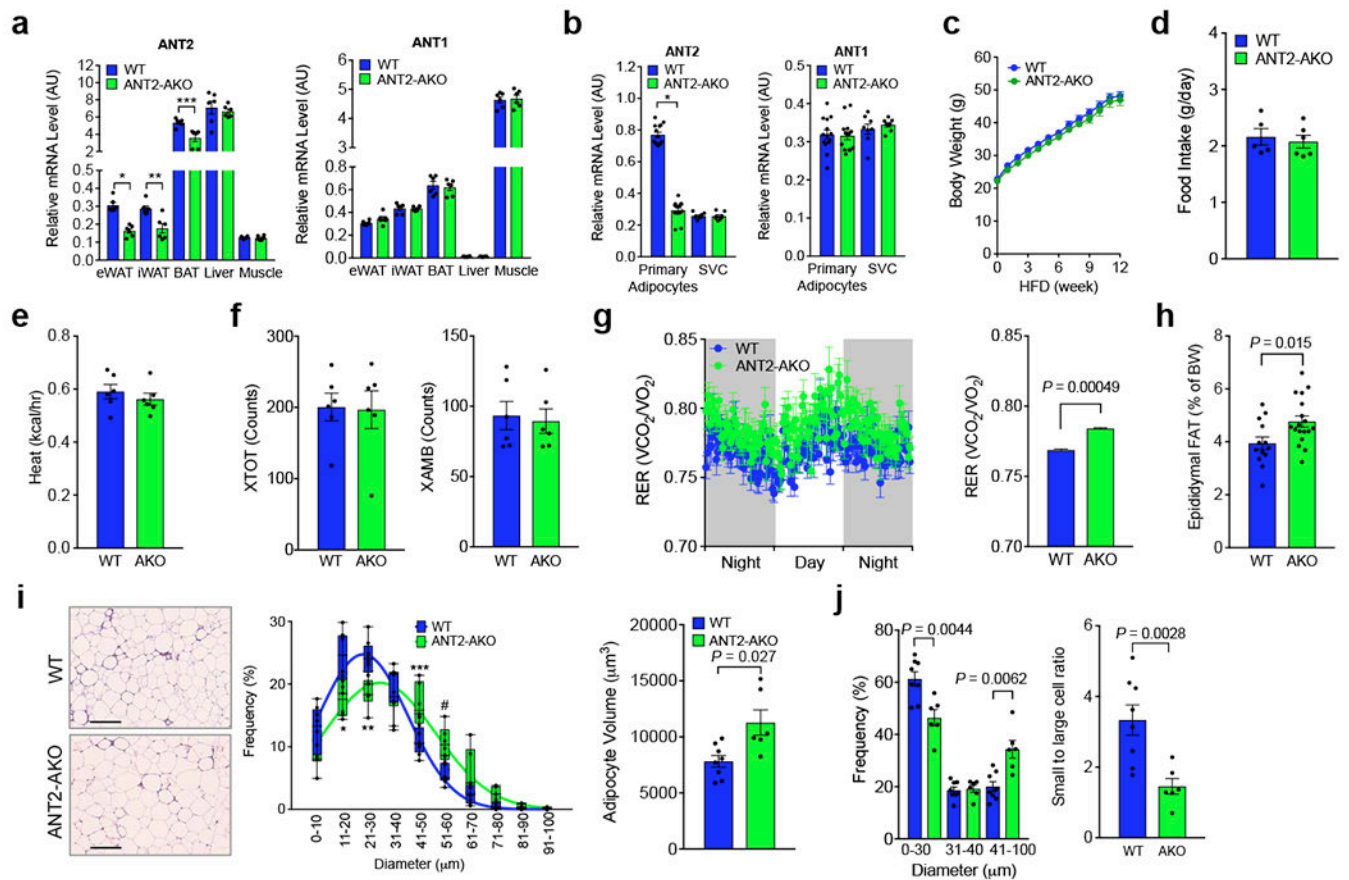 a
ANT2
WT
ANT2-AKO
Relative mRNA Level (AU)
12
10
8
6
4
2
0.4
0.3
0.2
0.1
0
***
*
**
eWAT iWAT BAT Liver Muscle
ANT1
WT
ANT2-AKO
Relative mRNA Level (AU)
6
5
4
2
0.8
0.6
0.4
0.2
0
eWAT iWAT BAT Liver Muscle
b
ANT2
WT
ANT2-AKO
Relative mRNA Level (AU)
1.2
1.0
0.8
0.6
0.4
0.2
0
*
Primary Adipocytes
SVC
ANT1
Relative mRNA Level (AU)
0.5
0.4
0.3
0.2
0.1
0
Primary Adipocytes
SVC
c
WT
ANT2-AKO
Body Weight (g)
60
50
40
30
20
10
0
0 3 6 9 12
HFD (week)
d
WT
ANT2-AKO
Food Intake (g/day)
4
3
2
1
0
e
Heat (kcal/hr)
0.8
0.6
0.4
0.2
0.0
WT AKO
f
XTOT (Counts)
300
200
100
0
WT AKO
XAMB (Counts)
150
100
50
0
WT AKO
g
WT
ANT2-AKO
RER (VCO2/VO2)
0.85
0.80
0.75
0.70
Night Day Night
RER (VCO2/VO2)
0.85
0.80
0.75
0.70
P = 0.00049
WT AKO
h
P = 0.015
Epididymal FAT (% of BW)
8
6
4
2
0
WT AKO
i
WT
ANT2-AKO
WT
ANT2-AKO
Frequency (%)
30
20
10
0
*
**
***
#
0-10
11-20
21-30
31-40
41-50
51-60
61-70
71-80
81-90
91-100
Diameter (μm)
WT
ANT2-AKO
P = 0.027
Adipocyte Volume (μm³)
20000
15000
10000
5000
0
j
P = 0.0044
P = 0.0062
Frequency (%)
80
60
40
20
0
0-30 31-40 41-100
Diameter (μm)
P = 0.0028
Small to large cell ratio
6
4
2
0
WT AKO